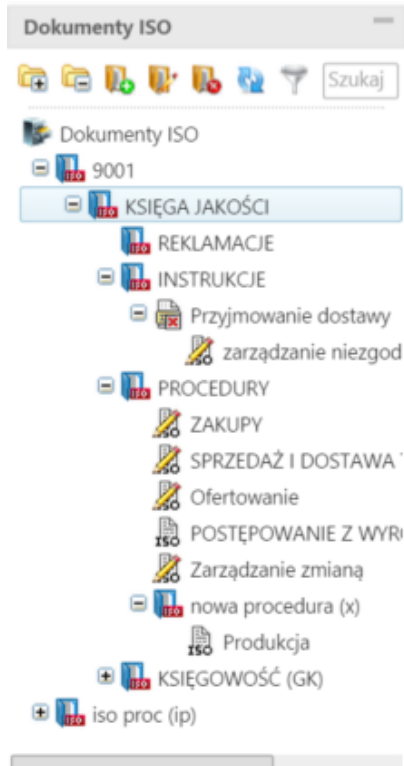 Dokumenty ISO
Szukaj
Dokumenty ISO
9001
KSIĘGA JAKOŚCI
REKLAMACJE
INSTRUKCJE
Przyjmowanie dostawy
zarządzanie niezgod
PROCEDURY
ZAKUPY
SPRZEDAŻ I DOSTAWA
Ofertowanie
POSTĘPOWANIE Z WYR
Zarządzanie zmianą
nowa procedura (x)
Produkcja
KSIĘGOWOŚĆ (GK)
iso proc (ip)